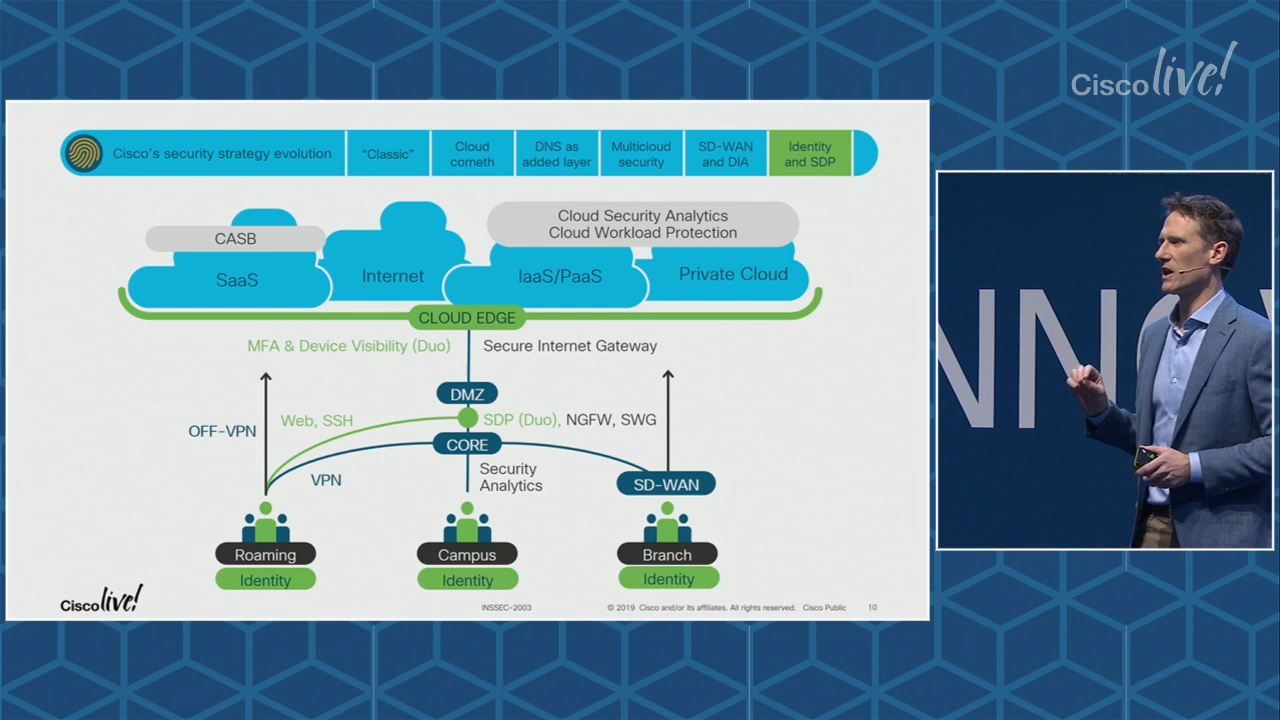 Cisco live!
Cisco's security strategy evolution
"Classic"
Cloud
cometh
DNS as
added layer
Multicloud
security
SD-WAN
and DIA
Identity
and SDP
CASB
Cloud Security Analytics
Cloud Workload Protection
SaaS
Internet
IaaS/PaaS
Private Cloud
CLOUD EDGE
MFA & Device Visibility (Duo)
Secure Internet Gateway
DMZ
Web, SSH
SDP (Duo), NGFW, SWG
OFF-VPN
CORE
VPN
Security
Analytics
SD-WAN
Roaming
Campus
Branch
Identity
Identity
Identity
Cisco live!
INSSEC-2003
© 2019 Cisco and/or its affiliates. All rights reserved. Cisco Public
10